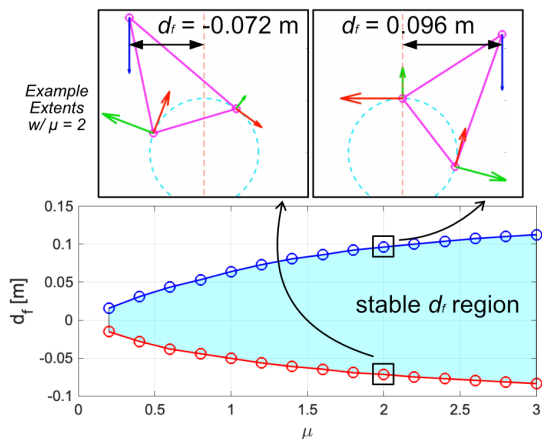 d_f = -0.072 m
d_f = 0.096 m
Example
Extents
w/ μ = 2
0.15
0.1
0.05
0
-0.05
-0.1
d_f [m]
stable d_f region
0 0.5 1 1.5 2 2.5 3
μ